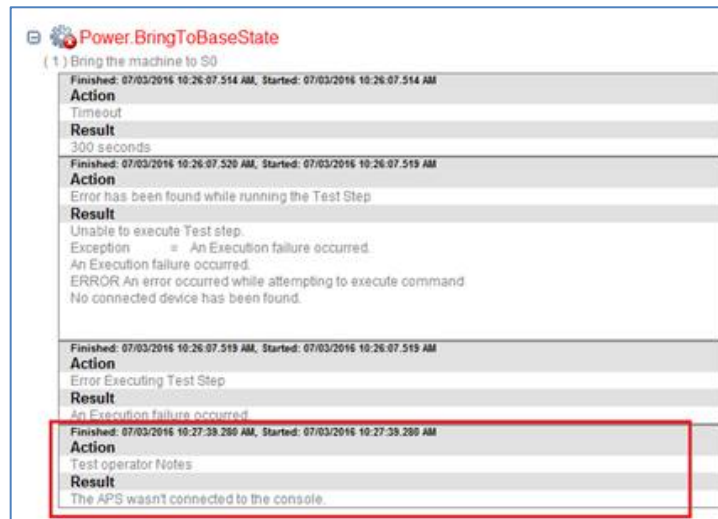 Power.BringToBaseState
( 1 ) Bring the machine to S0
Finished: 07/03/2016 10:26:07.514 AM, Started: 07/03/2016 10:26:07.514 AM
Action
Timeout
Result
300 seconds
Finished: 07/03/2016 10:26:07.520 AM, Started: 07/03/2016 10:26:07.519 AM
Action
Error has been found while running the Test Step
Result
Unable to execute Test step.
Exception = An Execution failure occurred.
An Execution failure occurred.
ERROR An error occurred while attempting to execute command
No connected device has been found.
Finished: 07/03/2016 10:26:07.519 AM, Started: 07/03/2016 10:26:07.519 AM
Action
Error Executing Test Step
Result
An Execution failure occurred.
Finished: 07/03/2016 10:27:39.280 AM, Started: 07/03/2016 10:27:39.280 AM
Action
Test operator Notes
Result
The APS wasn't connected to the console.